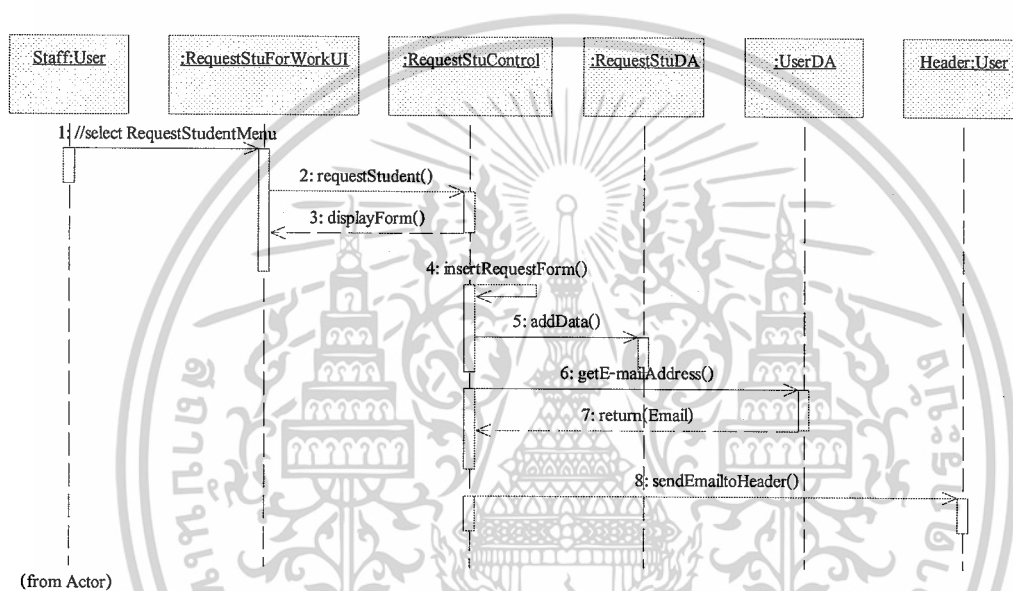 Staff:User
:RequestStuForWorkUI
:RequestStuControl
:RequestStuDA
:UserDA
Header:User
1: //select RequestStudentMenu
2: requestStudent()
3: displayForm()
4: insertRequestForm()
5: addData()
6: getE-mailAddress()
7: return(Email)
8: sendEmailtoHeader()
(from Actor)